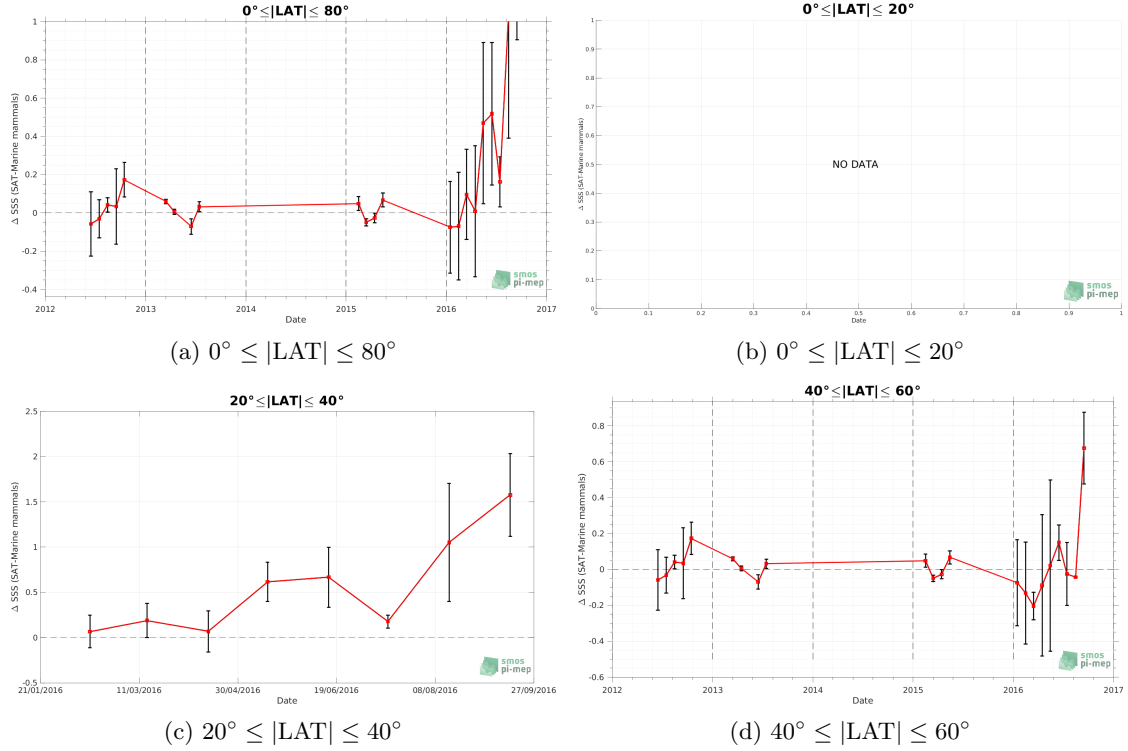 0°≤|LAT|≤ 80°
1
0.8
0.6
0.4
0.2
0
-0.2
-0.4
Δ SSS (SAT-Marine mammals)
2012 2013 2014 2015 2016 2017
Date
smos
pi-mep
(a) 0° ≤ |LAT| ≤ 80°
0°≤|LAT|≤ 20°
1
0.9
0.8
0.7
0.6
0.5
0.4
0.3
0.2
0.1
0
Δ SSS (SAT-Marine mammals)
NO DATA
0 0.1 0.2 0.3 0.4 0.5 0.6 0.7 0.8 0.9 1
Date
smos
pi-mep
(b) 0° ≤ |LAT| ≤ 20°
20°≤|LAT|≤ 40°
2.5
2
1.5
1
0.5
0
-0.5
Δ SSS (SAT-Marine mammals)
21/01/2016 11/03/2016 30/04/2016 19/06/2016 08/08/2016 27/09/2016
Date
smos
pi-mep
(c) 20° ≤ |LAT| ≤ 40°
40°≤|LAT|≤ 60°
0.8
0.6
0.4
0.2
0
-0.2
-0.4
-0.6
Δ SSS (SAT-Marine mammals)
2012 2013 2014 2015 2016 2017
Date
smos
pi-mep
(d) 40° ≤ |LAT| ≤ 60°